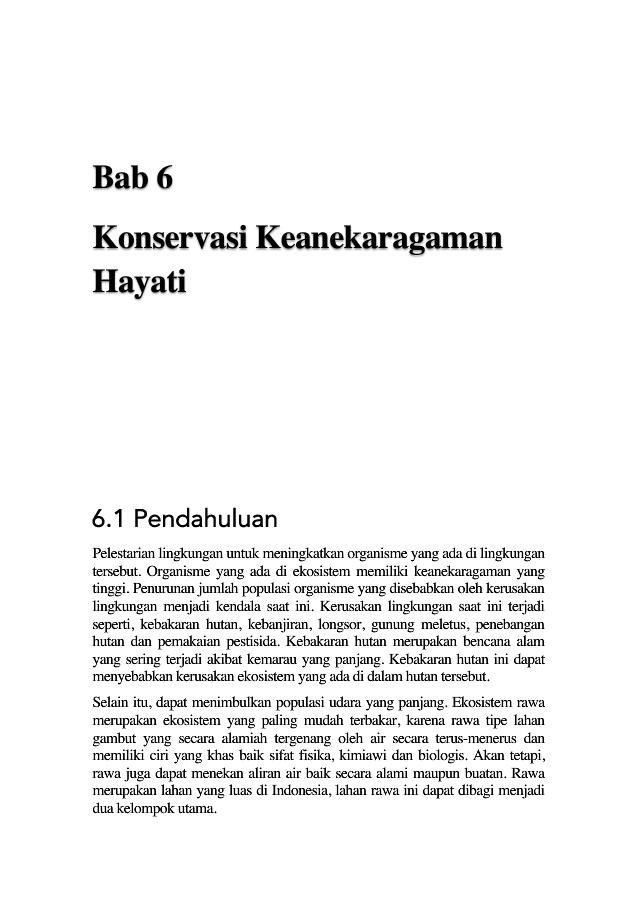 Bab 6
Konservasi Keanekaragaman
Hayati
6.1 Pendahuluan
Pelestarian lingkungan untuk meningkatkan organisme yang ada di lingkungan
tersebut. Organisme yang ada di ekosistem memiliki keanekaragaman yang
tinggi. Penurunan jumlah populasi organisme yang disebabkan oleh kerusakan
lingkungan menjadi kendala saat ini. Kerusakan lingkungan saat ini terjadi
seperti, kebakaran hutan, kebanjiran, longsor, gunung meletus, penebangan
hutan dan pemakaian pestisida. Kebakaran hutan merupakan bencana alam
yang sering terjadi akibat kemarau yang panjang. Kebakaran hutan ini dapat
menyebabkan kerusakan ekosistem yang ada di dalam hutan tersebut.
Selain itu, dapat menimbulkan populasi udara yang panjang. Ekosistem rawa
merupakan ekosistem yang paling mudah terbakar, karena rawa tipe lahan
gambut yang secara alamiah tergenang oleh air secara terus-menerus dan
memiliki ciri yang khas baik sifat fisika, kimiawi dan biologis. Akan tetapi,
rawa juga dapat menekan aliran air baik secara alami maupun buatan. Rawa
merupakan lahan yang luas di Indonesia, lahan rawa ini dapat dibagi menjadi
dua kelompok utama.